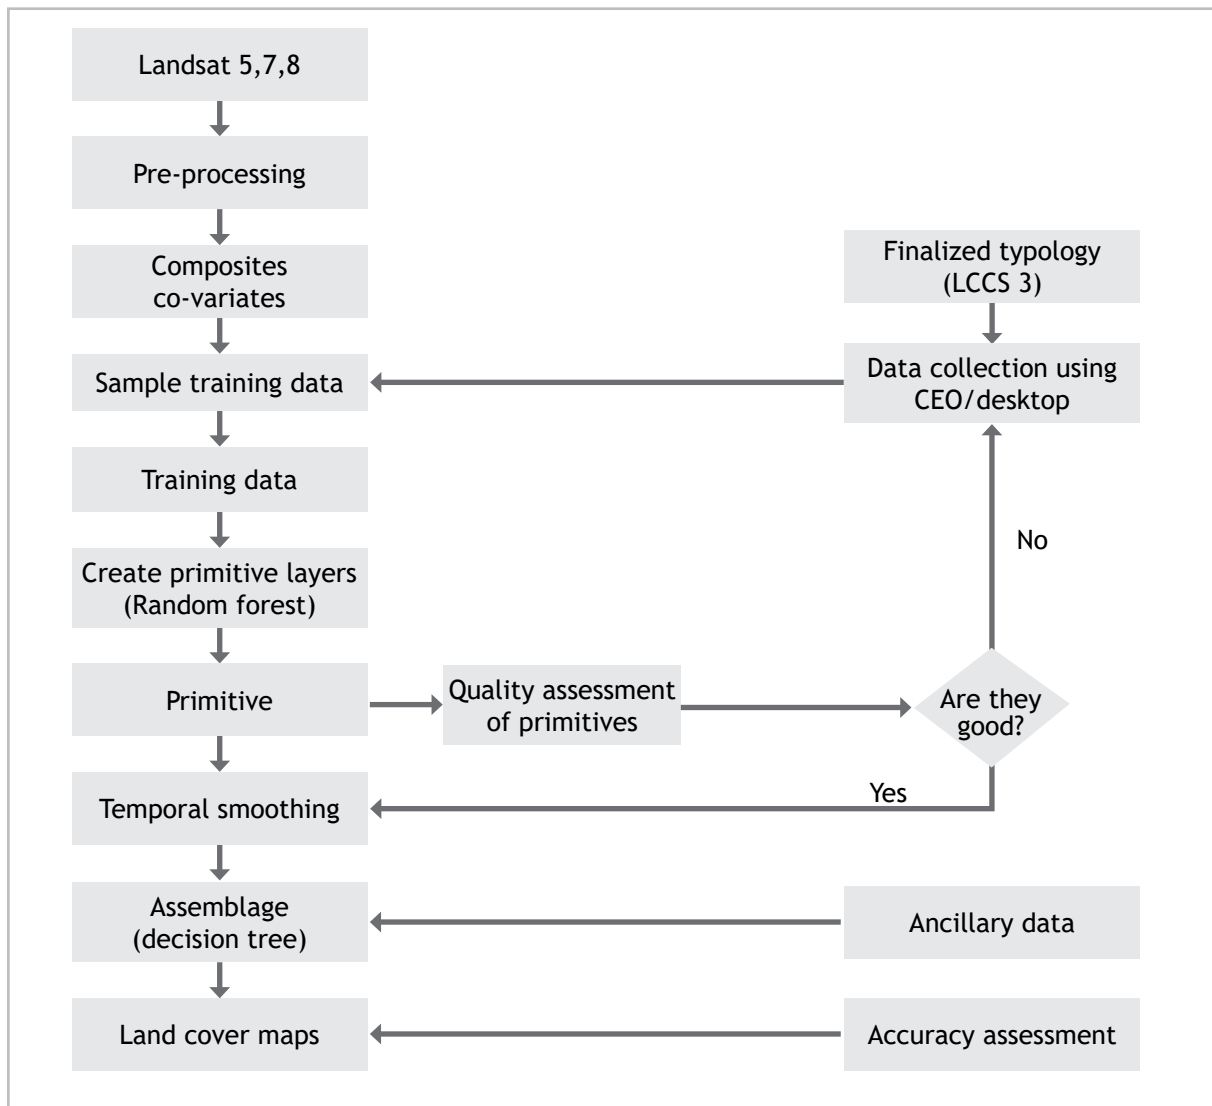 Landsat 5,7,8
Pre-processing
Composites
co-variates
Finalized typology
(LCCS 3)
Sample training data
Data collection using
CEO/desktop
Training data
No
Create primitive layers
(Random forest)
Primitive
Quality assessment
of primitives
Are they
good?
Yes
Temporal smoothing
Assemblage
(decision tree)
Ancillary data
Land cover maps
Accuracy assessment